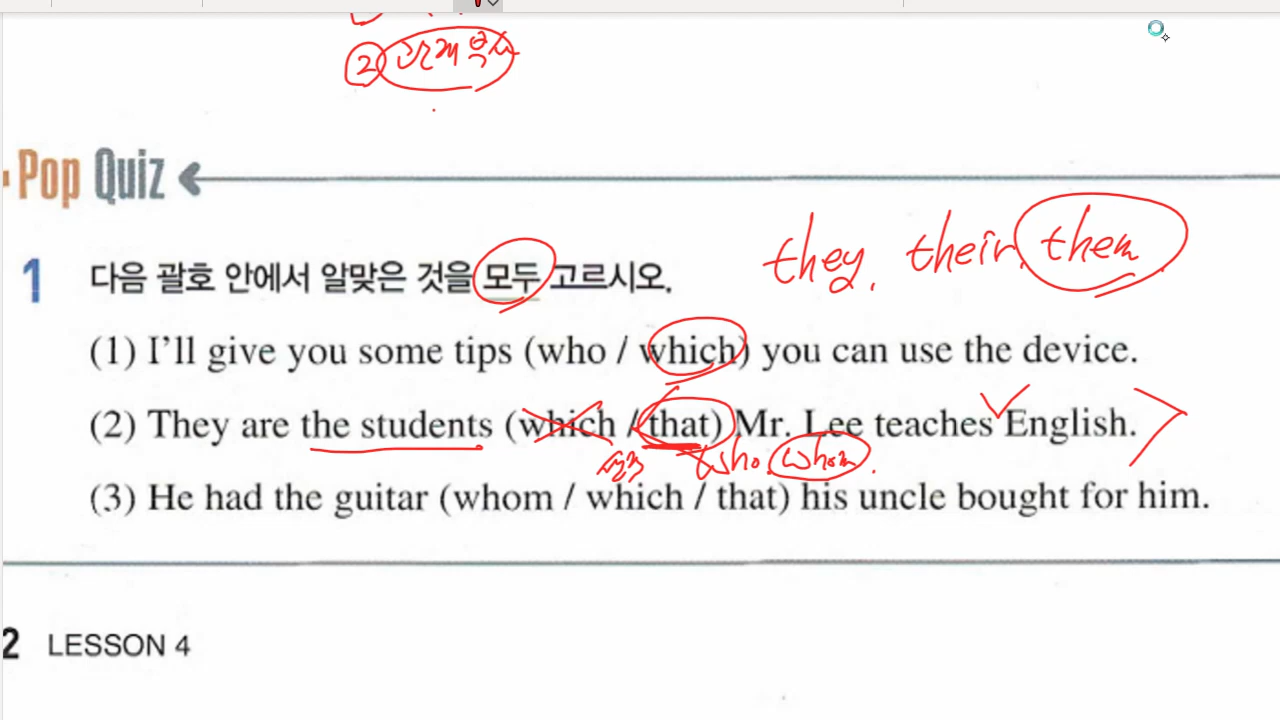 ② 관계부사
Pop Quiz
they, their, them
1 다음 괄호 안에서 알맞은 것을 모두 고르시오.
(1) I’ll give you some tips (who / which) you can use the device.
(2) They are the students (which / that) Mr. Lee teaches English.
who, whom.
(3) He had the guitar (whom / which / that) his uncle bought for him.
2 LESSON 4